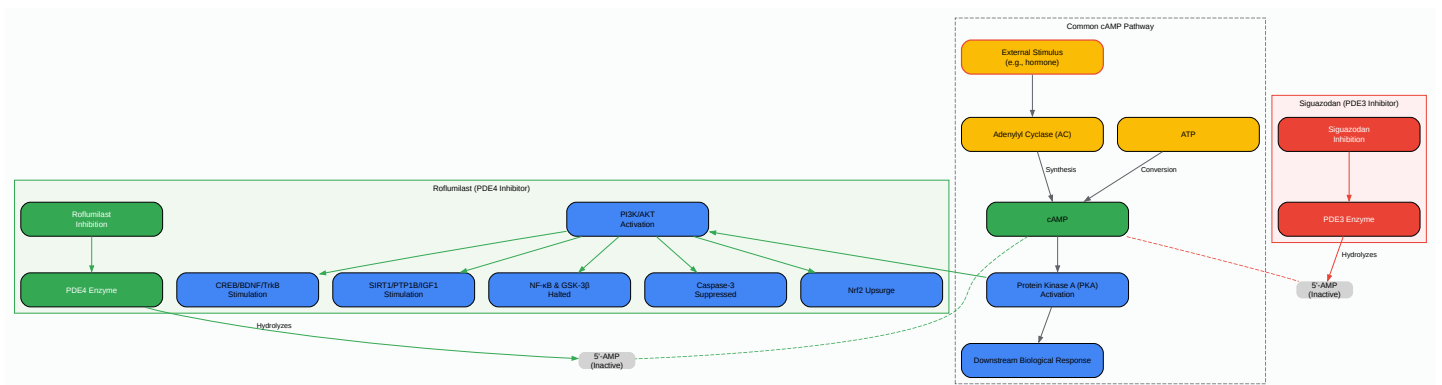 Common cAMP Pathway
External Stimulus
(e.g., hormone)
Adenylyl Cyclase (AC)
ATP
Synthesis
Conversion
cAMP
Protein Kinase A (PKA)
Activation
Downstream Biological Response
Siguazodan (PDE3 Inhibitor)
Siguazodan
Inhibition
PDE3 Enzyme
Hydrolyzes
5'-AMP
(Inactive)
Roflumilast (PDE4 Inhibitor)
Roflumilast
Inhibition
PI3K/AKT
Activation
PDE4 Enzyme
CREB/BDNF/TrkB
Stimulation
SIRT1/PTP1B/IGF1
Stimulation
NF-κB & GSK-3β
Halted
Caspase-3
Suppressed
Nrf2 Upsurge
Hydrolyzes
5'-AMP
(Inactive)